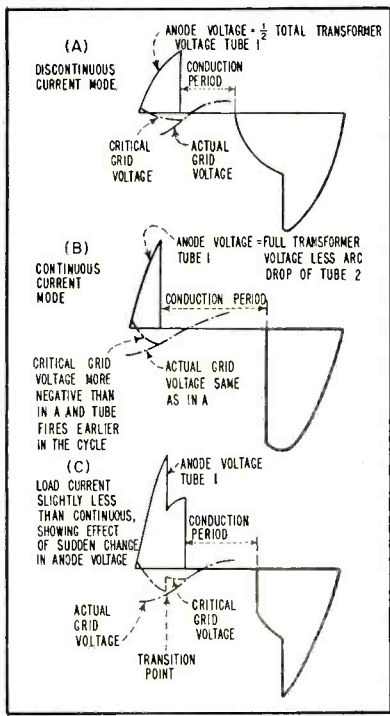 (A)
ANODE VOLTAGE = ½ TOTAL TRANSFORMER
VOLTAGE TUBE 1
DISCONTINUOUS
CURRENT MODE
CONDUCTION
PERIOD
CRITICAL
GRID
VOLTAGE
ACTUAL
GRID
VOLTAGE
(B)
CONTINUOUS
CURRENT
MODE
ANODE VOLTAGE = FULL TRANSFORMER
TUBE 1
VOLTAGE LESS ARC
DROP OF TUBE 2
CONDUCTION PERIOD
CRITICAL GRID
VOLTAGE MORE
NEGATIVE THAN
IN A AND TUBE
FIRES EARLIER
IN THE CYCLE
ACTUAL GRID
VOLTAGE SAME
AS IN A
(C)
LOAD CURRENT
SLIGHTLY LESS
THAN CONTINUOUS,
SHOWING EFFECT
OF SUDDEN CHANGE
IN ANODE VOLTAGE
ANODE VOLTAGE
TUBE 1
CONDUCTION
PERIOD
ACTUAL
GRID
VOLTAGE
CRITICAL
GRID
VOLTAGE
TRANSITION
POINT